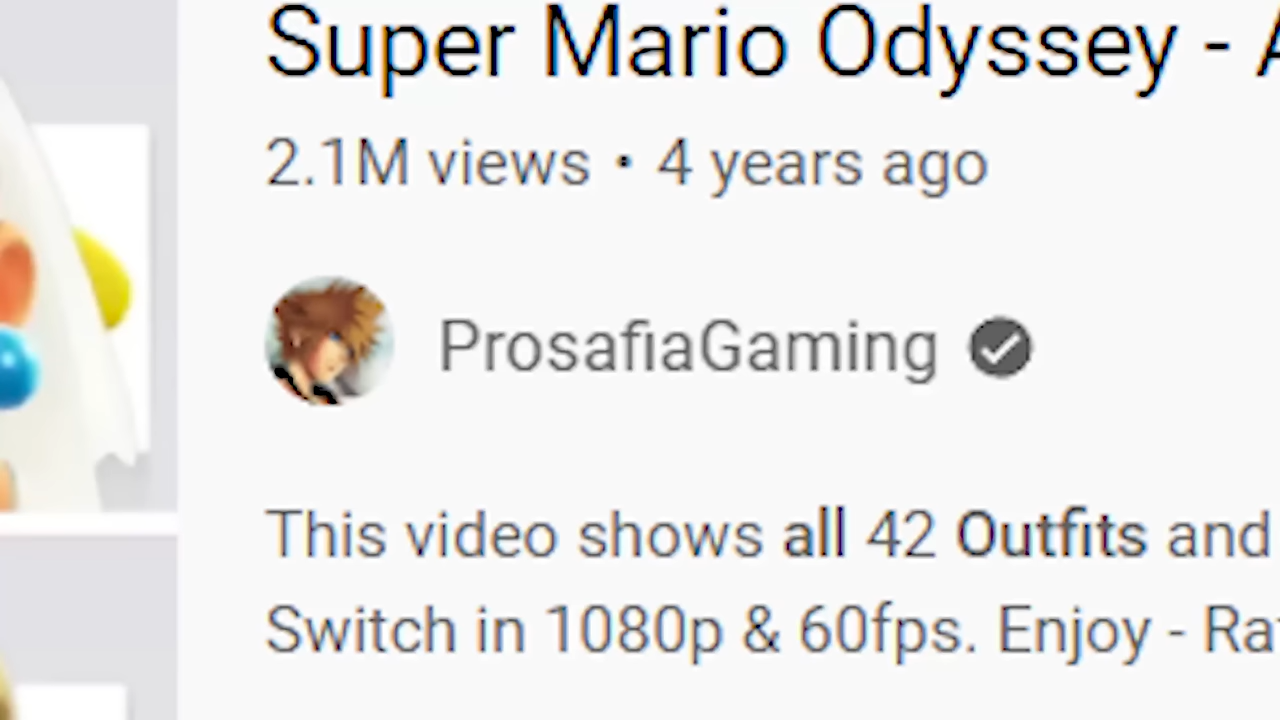 Super Mario Odyssey -
2.1M views • 4 years ago
ProsafiaGaming
This video shows all 42 Outfits and
Switch in 1080p & 60fps. Enjoy -